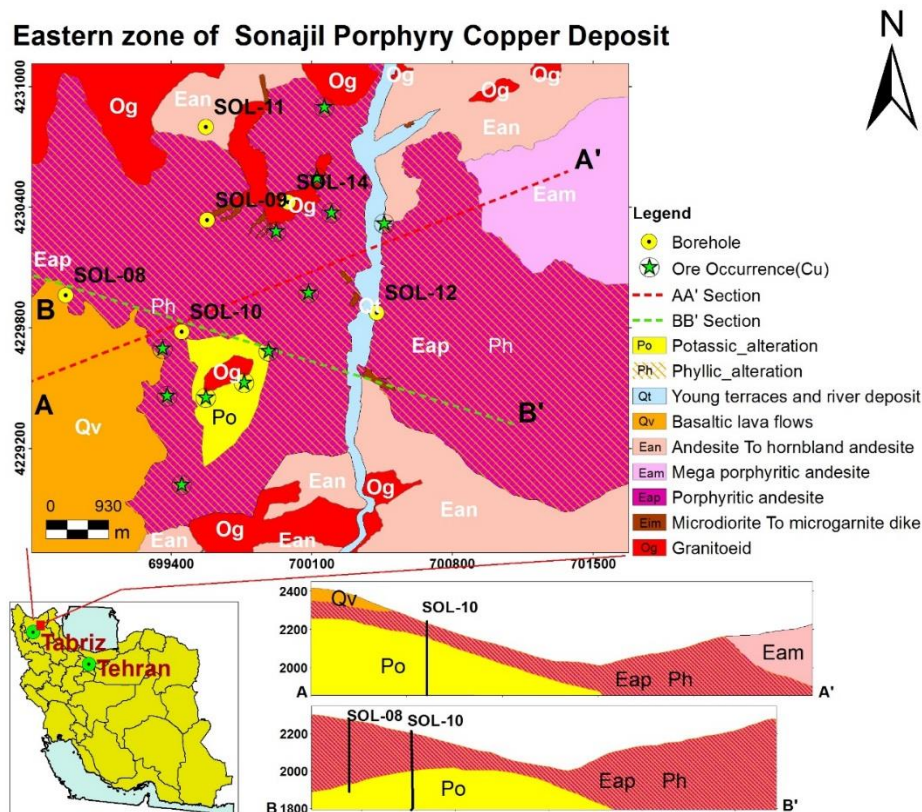 Eastern zone of Sonajil Porphyry Copper Deposit
N
4231000
4230400
4229800
4229200
Og
Ean
SOL-11
Og
Og
Og
Og
Ean
Eam
A'
SOL-14
SOL-09
Og
Eap
SOL-08
Ph
B
SOL-10
SOL-12
Qt
Eap
Ph
A
Og
Po
B'
Qv
Ean
Og
Ean
Og
Ean
Ean
0 930
m
699400 700100 700800 701500
Legend
Borehole
Ore Occurrence(Cu)
AA' Section
BB' Section
Po Potassic_alteration
Ph Phyllic_alteration
Qt Young terraces and river deposit
Qv Basaltic lava flows
Ean Andesite To hornbland andesite
Eam Mega porphyritic andesite
Eap Porphyritic andesite
Eim Microdiorite To microgarnite dike
Og Granitoeid
Tabriz
Tehran
2400
2200
2000
Qv
SOL-10
Po
Eap Ph
Eam
A
A'
2200
2000
1800
SOL-08
SOL-10
Po
Eap Ph
B
B'